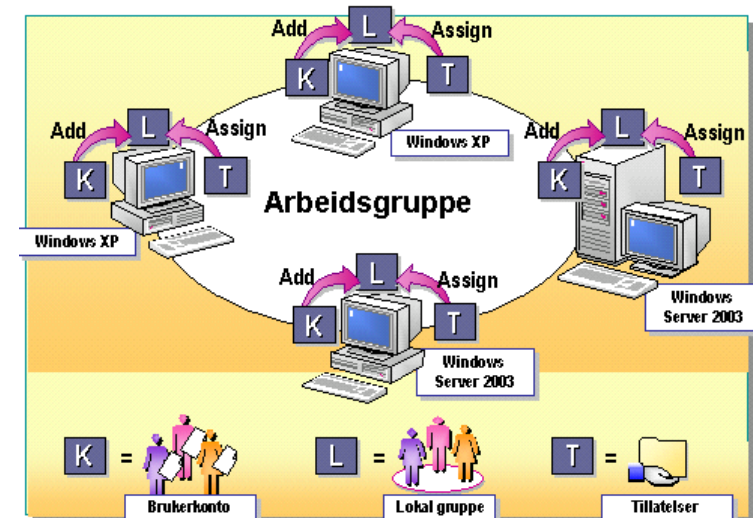 Add L Assign
K T
Windows XP
Add L Assign
K T
Windows XP
Add L Assign
K T
Windows
Server 2003
Arbeidsgruppe
Add L Assign
K T
Windows
Server 2003
K = Brukerkonto
L = Lokal gruppe
T = Tillatelser